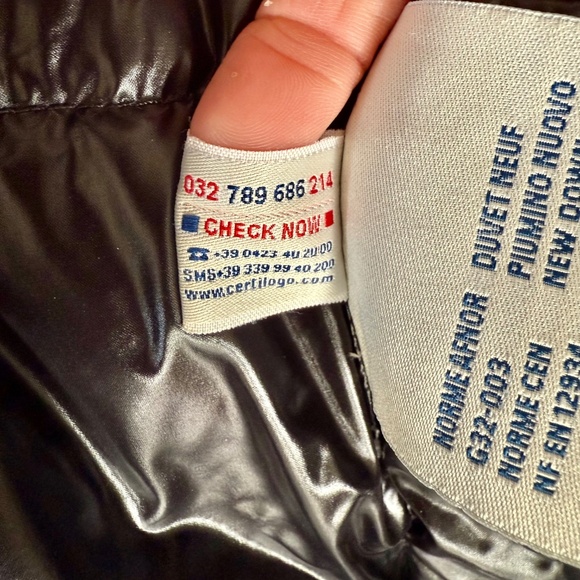 032 789 686 214
CHECK NOW
+39 0423 40 20 00
SMS+39 339 99 40 200
www.certilogo.com
DUVET NEUF
PIUMINO NUOVO
NEW DOWN
NORME AFNOR
G32-003
NORME CEN
NF EN 12934